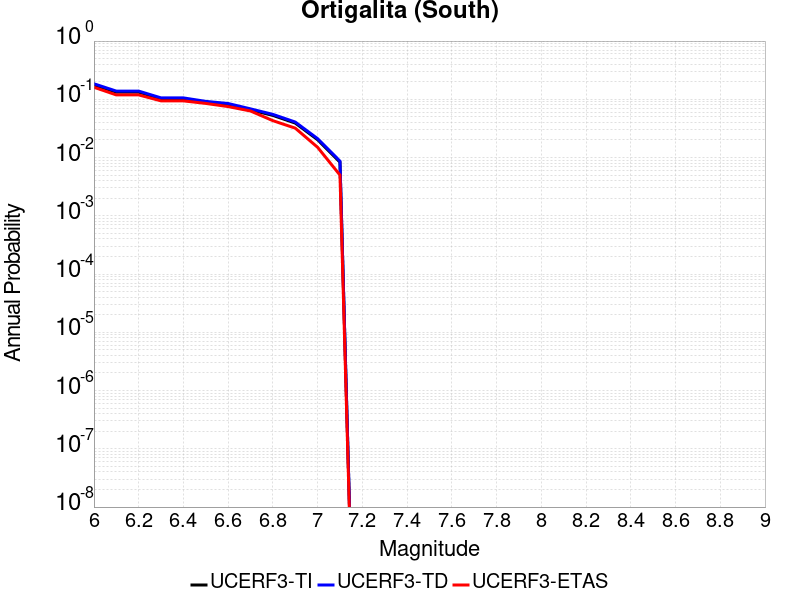 Ortigalita (South)
10^0
10^-1
10^-2
10^-3
10^-4
10^-5
10^-6
10^-7
10^-8
Annual Probability
6 6.2 6.4 6.6 6.8 7 7.2 7.4 7.6 7.8 8 8.2 8.4 8.6 8.8 9
Magnitude
UCERF3-TI UCERF3-TD UCERF3-ETAS